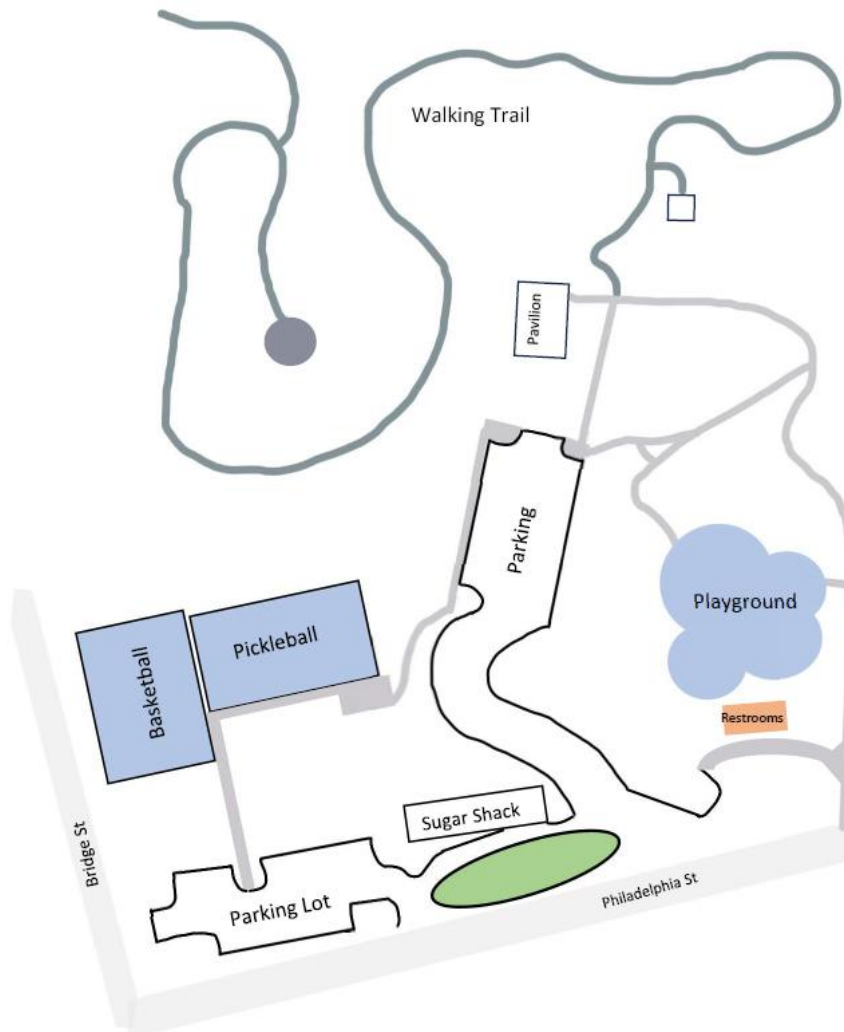 Walking Trail
Pavilion
Parking
Playground
Pickleball
Basketball
Restrooms
Sugar Shack
Bridge St
Parking Lot
Philadelphia St